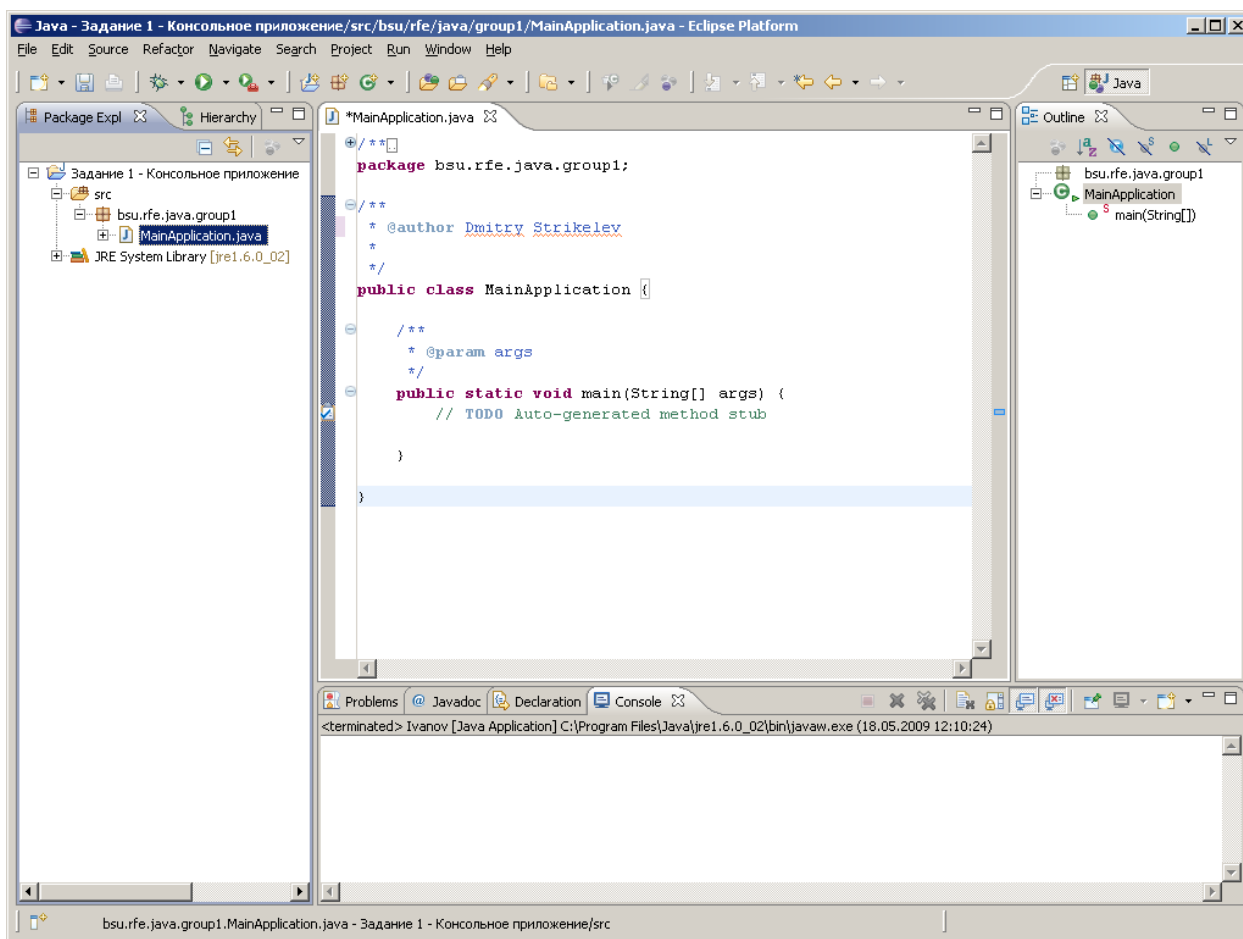 Java - Задание 1 - Консольное приложение/src/bsu/rfe/java/group1/MainApplication.java - Eclipse Platform
File Edit Source Refactor Navigate Search Project Run Window Help
Java
Package Expl
Hierarchy
Задание 1 - Консольное приложение
src
bsu.rfe.java.group1
MainApplication.java
JRE System Library [jre1.6.0_02]
*MainApplication.java
/**
package bsu.rfe.java.group1;
/**
* @author Dmitry Strikelev
*
*/
public class MainApplication {
/**
* @param args
*/
public static void main(String[] args) {
// TODO Auto-generated method stub
}
}
Outline
bsu.rfe.java.group1
MainApplication
main(String[])
Problems @ Javadoc Declaration Console
<terminated> Ivanov [Java Application] C:\Program Files\Java\jre1.6.0_02\bin\javaw.exe (18.05.2009 12:10:24)
bsu.rfe.java.group1.MainApplication.java - Задание 1 - Консольное приложение/src